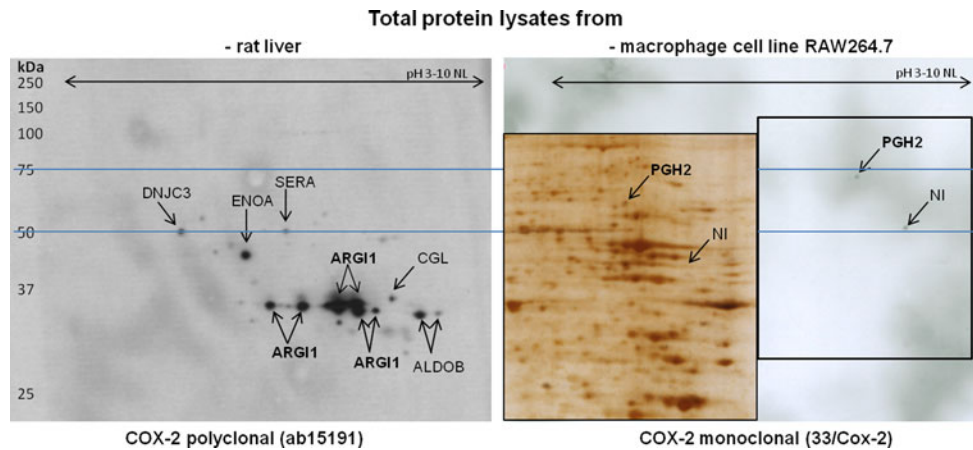 Total protein lysates from
- rat liver
- macrophage cell line RAW264.7
kDa
250
150
100
75
50
37
25
pH 3-10 NL
DNJC3
ENOA
SERA
ARGI1
CGL
ARGI1
ARGI1
ALDOB
pH 3-10 NL
PGH2
NI
PGH2
NI
COX-2 polyclonal (ab15191)
COX-2 monoclonal (33/Cox-2)